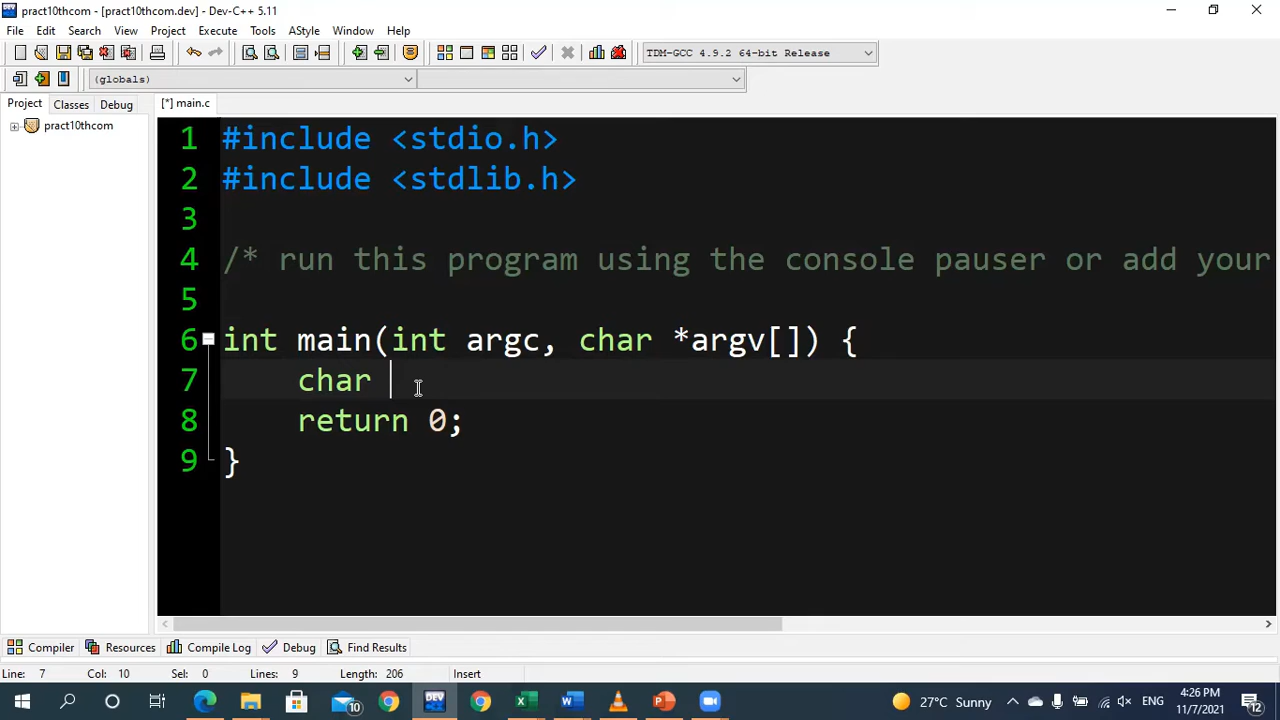 pract10thcom - [pract10thcom.dev] - Dev-C++ 5.11
File Edit Search View Project Execute Tools AStyle Window Help
TDM-GCC 4.9.2 64-bit Release
(globals)
Project Classes Debug [*] main.c
pract10thcom
1 #include <stdio.h>
2 #include <stdlib.h>
3
4 /* run this program using the console pauser or add your
5
6 int main(int argc, char *argv[]) {
7 char
8 return 0;
9 }
Compiler Resources Compile Log Debug Find Results
Line: 7 Col: 10 Sel: 0 Lines: 9 Length: 206 Insert
10 DEV 27°C Sunny ENG 4:26 PM
11/7/2021 12